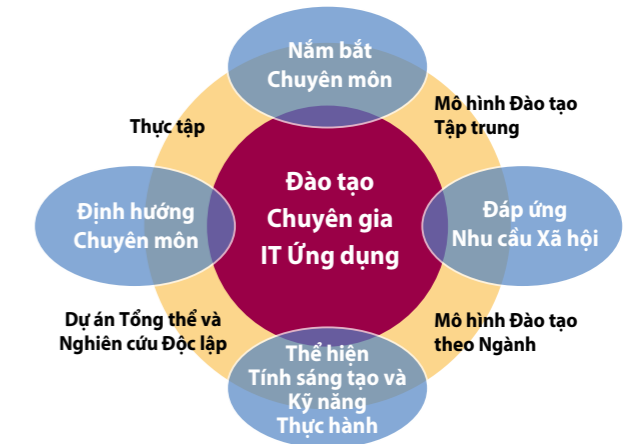 Nắm bắt
Chuyên môn
Thực tập
Mô hình Đào tạo
Tập trung
Đào tạo
Chuyên gia
IT Ứng dụng
Định hướng
Chuyên môn
Đáp ứng
Nhu cầu Xã hội
Dự án Tổng thể và
Nghiên cứu Độc lập
Mô hình Đào tạo
theo Ngành
Thể hiện
Tính sáng tạo và
Kỹ năng
Thực hành